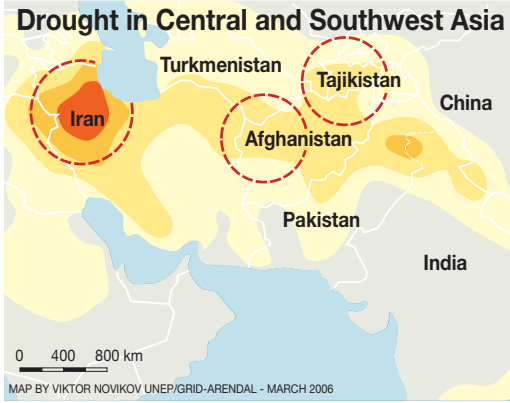 Drought in Central and Southwest Asia
Turkmenistan
Tajikistan
China
Iran
Afghanistan
Pakistan
India
0 400 800 km
MAP BY VIKTOR NOVIKOV UNEP/GRID-ARENDAL - MARCH 2006